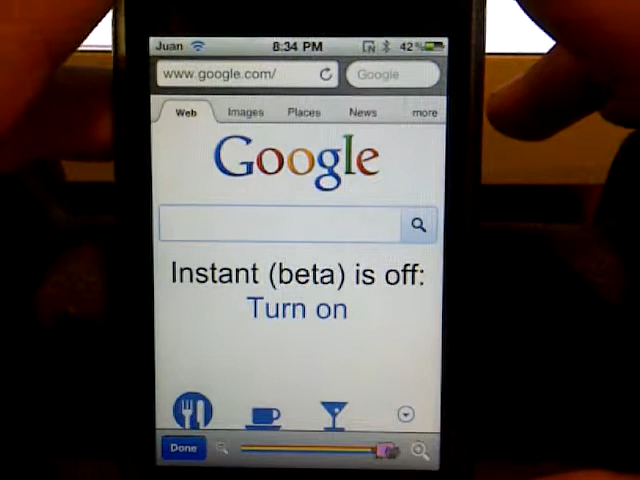 Juan 8:34 PM N 42%
www.google.com/ Google
Web Images Places News more
Google
Instant (beta) is off:
Turn on
Done